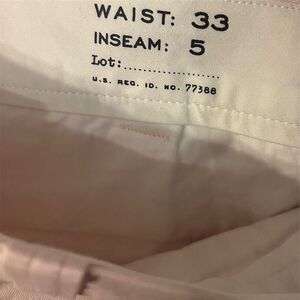 WAIST: 33
INSEAM: 5
Lot:...................
U.S. REG. ID. NO. 77388